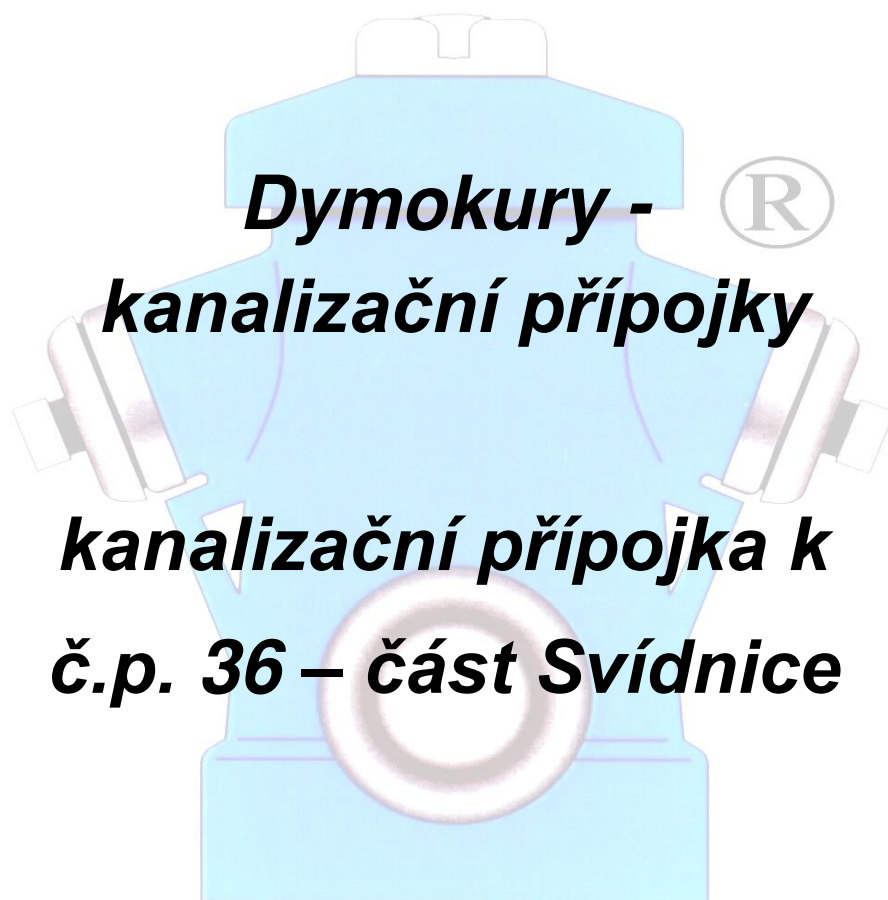 Dymokury -
®
kanalizační přípojky
kanalizační přípojka k
č.p. 36 – část Svídnice